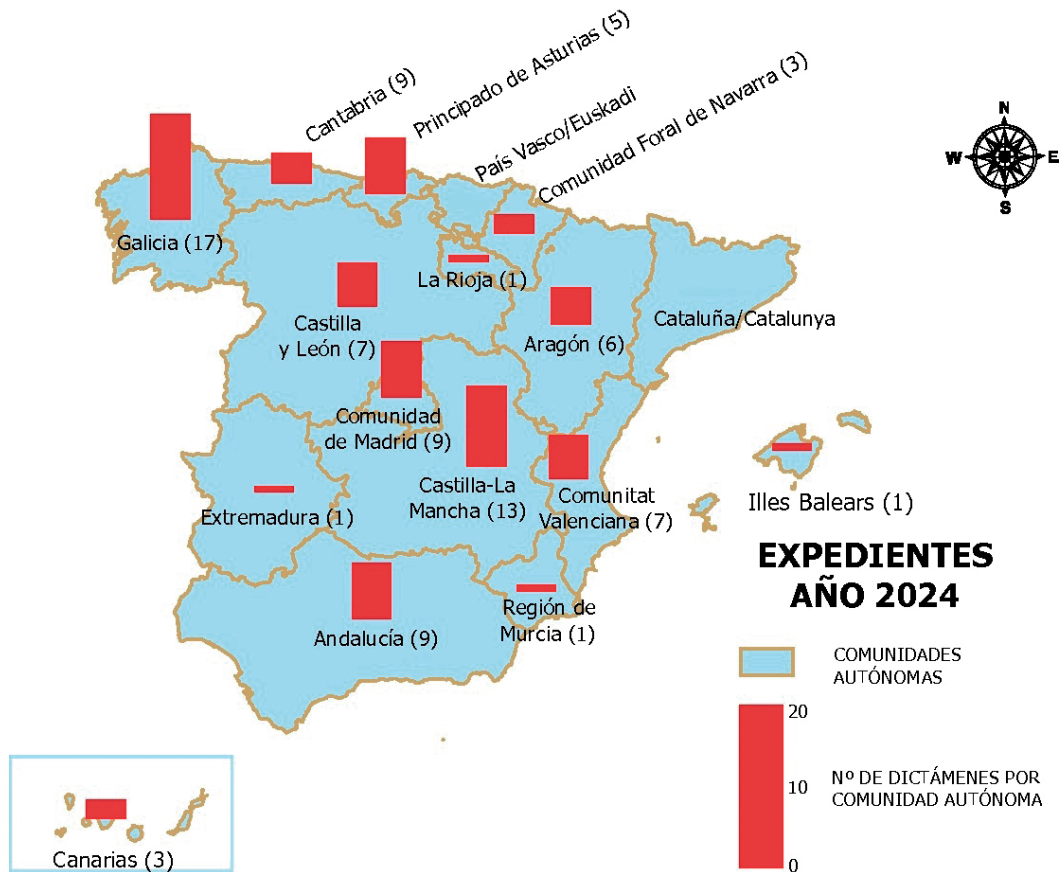 Cantabria (9)
Principado de Asturias (5)
País Vasco/Euskadi
Comunidad Foral de Navarra (3)
N
W
E
S
Galicia (17)
La Rioja (1)
Castilla
y León (7)
Aragón (6)
Cataluña/Catalunya
Comunidad
de Madrid (9)
Castilla-La
Mancha (13)
Comunitat
Valenciana (7)
Extremadura (1)
Illes Balears (1)
Región de
Murcia (1)
Andalucía (9)
Canarias (3)
EXPEDIENTES
AÑO 2024
COMUNIDADES
AUTÓNOMAS
20
10
0
Nº DE DICTÁMENES POR
COMUNIDAD AUTÓNOMA